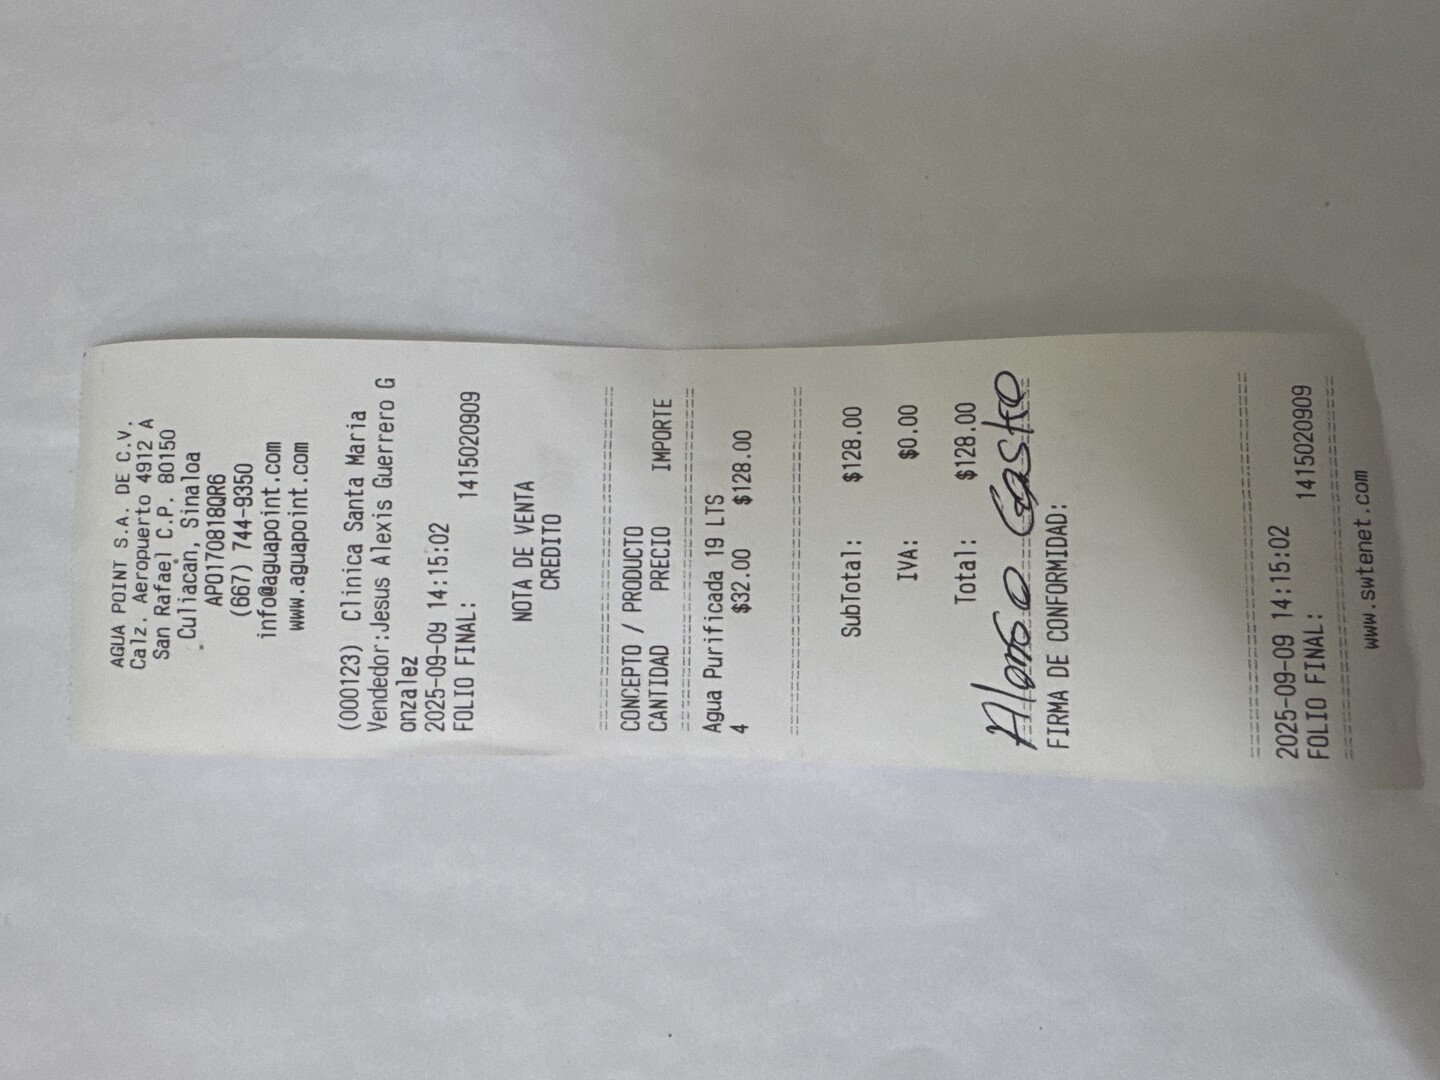 AGUA POINT S.A. DE C.V.
Calz. Aeropuerto 4912 A
San Rafael C.P. 80150
Culiacan, Sinaloa
APO170818QR6
(667) 744-9350
info@aguapoint.com
www.aguapoint.com
(000123) Clinica Santa Maria
Vendedor:Jesus Alexis Guerrero G
onzalez
2025-09-09 14:15:02
FOLIO FINAL: 1415020909
NOTA DE VENTA
CREDITO
CONCEPTO / PRODUCTO
CANTIDAD PRECIO IMPORTE
Agua Purificada 19 LTS
4 $32.00 $128.00
SubTotal: $128.00
IVA: $0.00
Total: $128.00
Alonso Castro
FIRMA DE CONFORMIDAD:
2025-09-09 14:15:02
FOLIO FINAL: 1415020909
www.swtenet.com